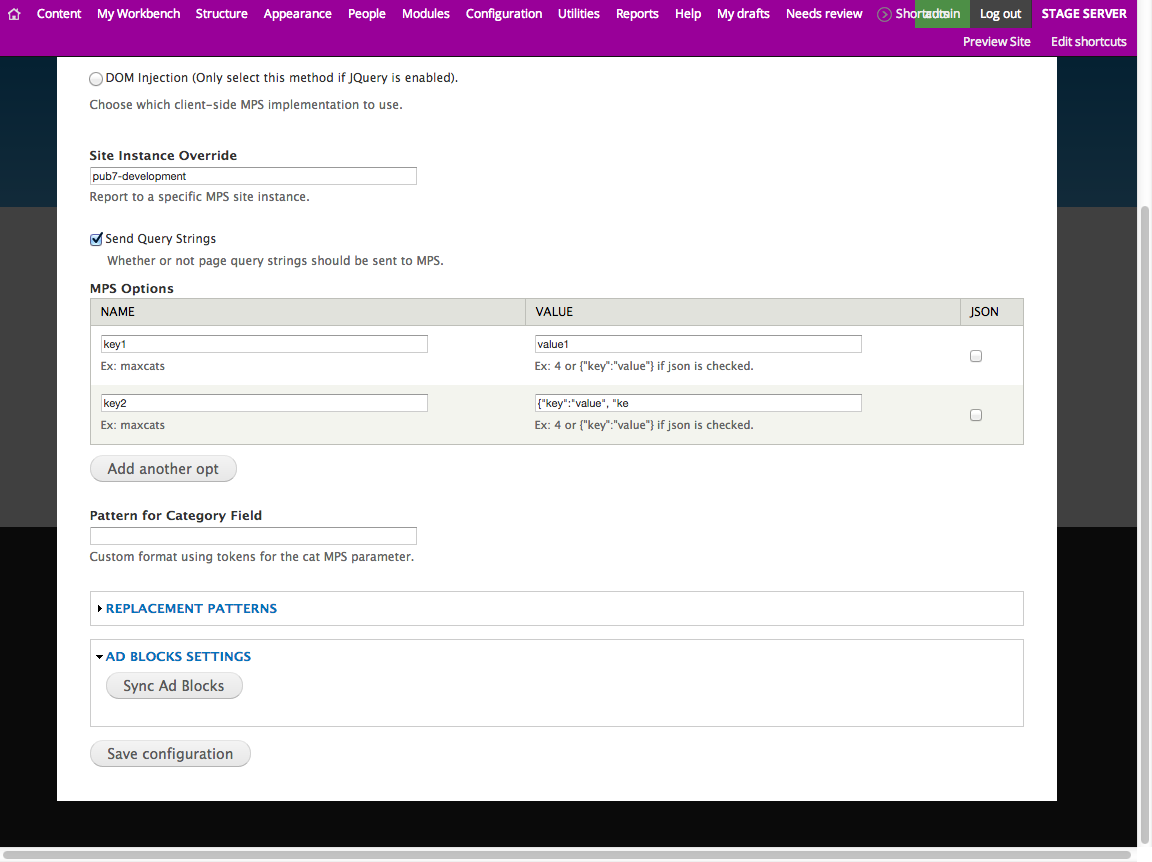 Content My Workbench Structure Appearance People Modules Configuration Utilities Reports Help My drafts Needs review admin Log out STAGE SERVER
Preview Site Edit shortcuts
DOM Injection (Only select this method if JQuery is enabled).
Choose which client-side MPS implementation to use.
Site Instance Override
pub7-development
Report to a specific MPS site instance.
Send Query Strings
Whether or not page query strings should be sent to MPS.
MPS Options
NAME VALUE JSON
key1 value1
Ex: maxcats Ex: 4 or {"key":"value"} if json is checked.
key2 {"key":"value", "ke
Ex: maxcats Ex: 4 or {"key":"value"} if json is checked.
Add another opt
Pattern for Category Field
Custom format using tokens for the cat MPS parameter.
REPLACEMENT PATTERNS
AD BLOCKS SETTINGS
Sync Ad Blocks
Save configuration